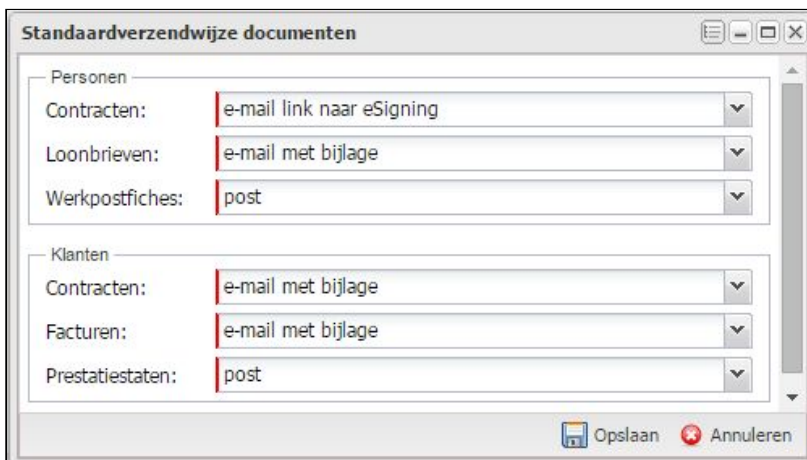 Standaardverzendwijze documenten
Personen
Contracten: e-mail link naar eSigning
Loonbrieven: e-mail met bijlage
Werkpostfiches: post
Klanten
Contracten: e-mail met bijlage
Facturen: e-mail met bijlage
Prestatiestaten: post
Opslaan Annuleren